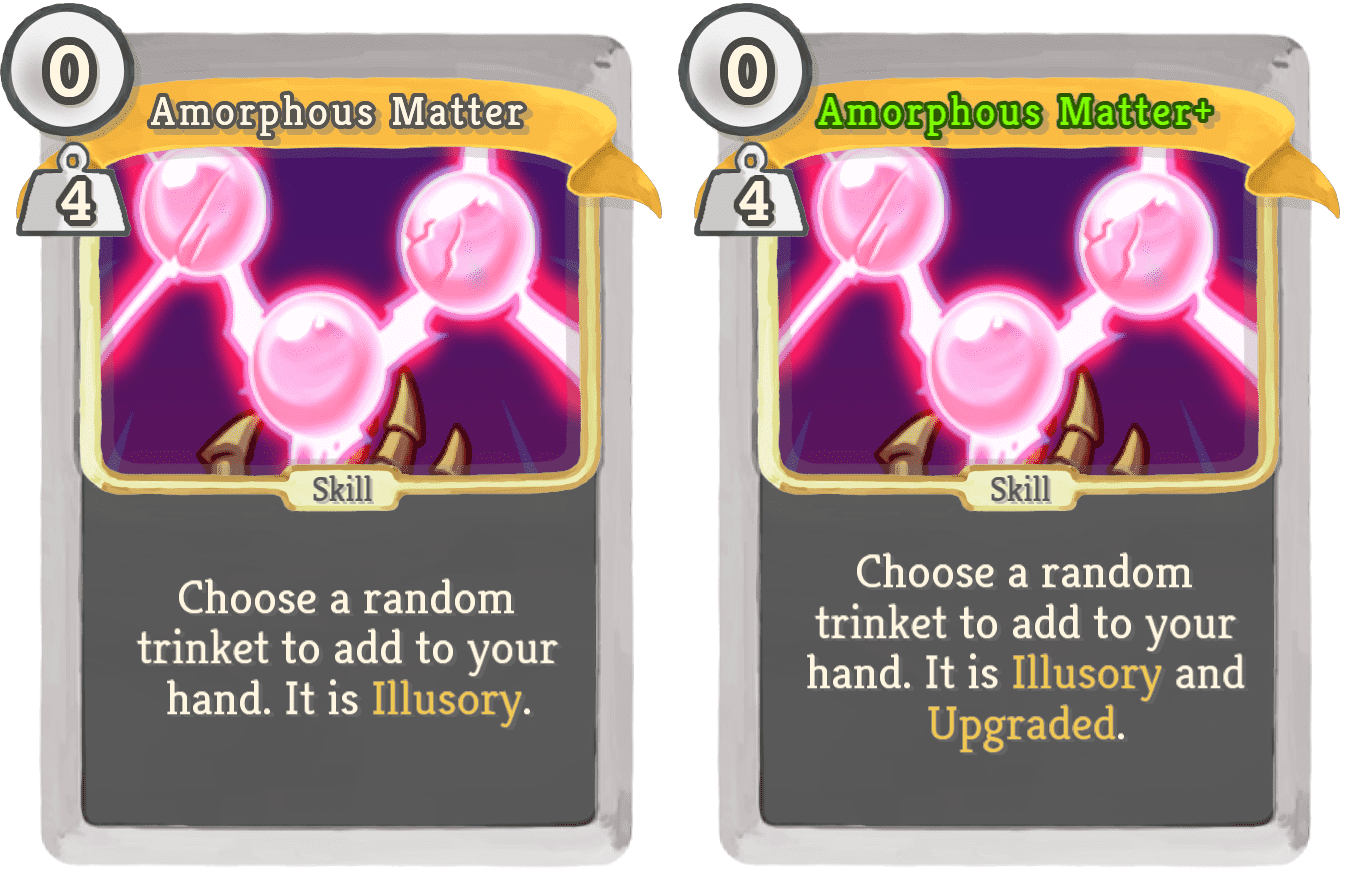 0
Amorphous Matter
4
Skill
Choose a random
trinket to add to your
hand. It is Illusory.
0
Amorphous Matter+
4
Skill
Choose a random
trinket to add to your
hand. It is Illusory and
Upgraded.